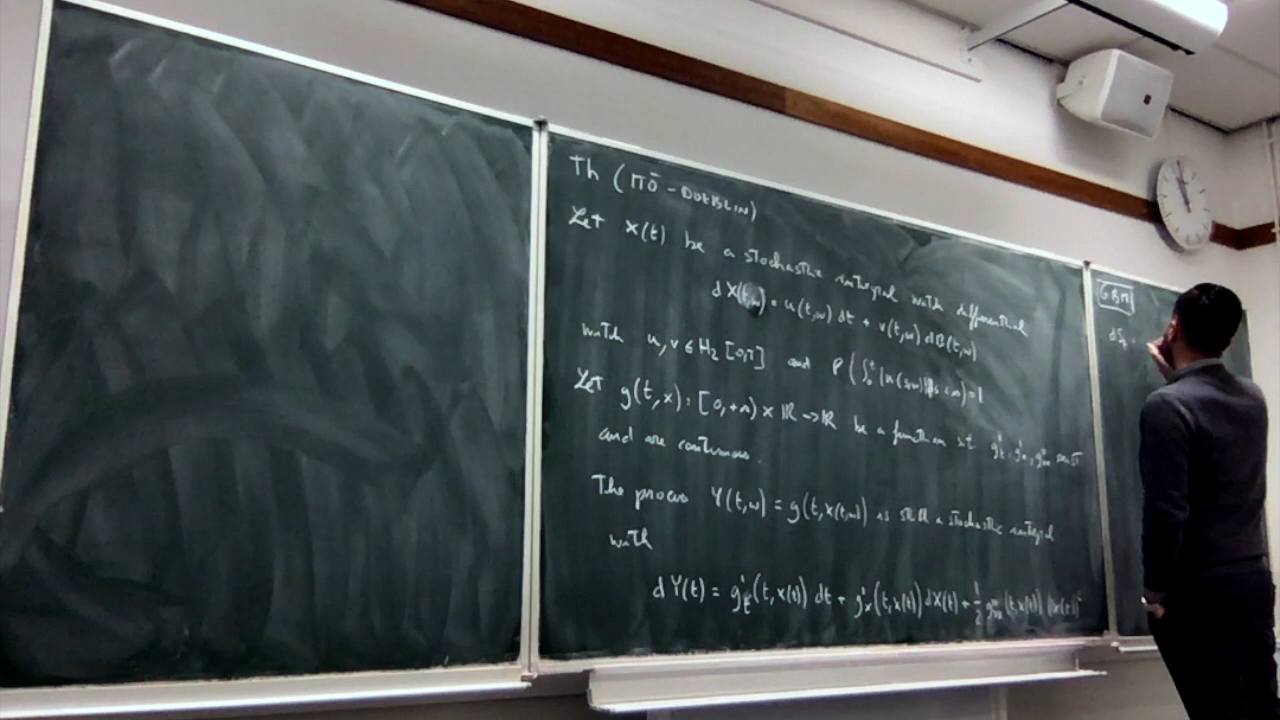 Th (ITŌ - DOEBLIN)
Let X(t) be a stochastic integral with differential
dX(t,ω) = u(t,ω) dt + v(t,ω) dB(t,ω)
with u, v ∈ H₂ [0,T] and P(∫₀ᵗ |u(s,ω)| ds < ∞) = 1
Let g(t,x) : [0,+∞) × ℝ → ℝ be a function s.t. g'ₜ, g'ₓ, g''ₓₓ exist
and are continuous.
The process Y(t,ω) = g(t,X(t,ω)) is still a stochastic integral
with
dY(t) = g'ₜ(t,X(t)) dt + g'ₓ(t,X(t)) dX(t) + ½ g''ₓₓ(t,X(t)) (dX(t))²
GBM
dSₜ =